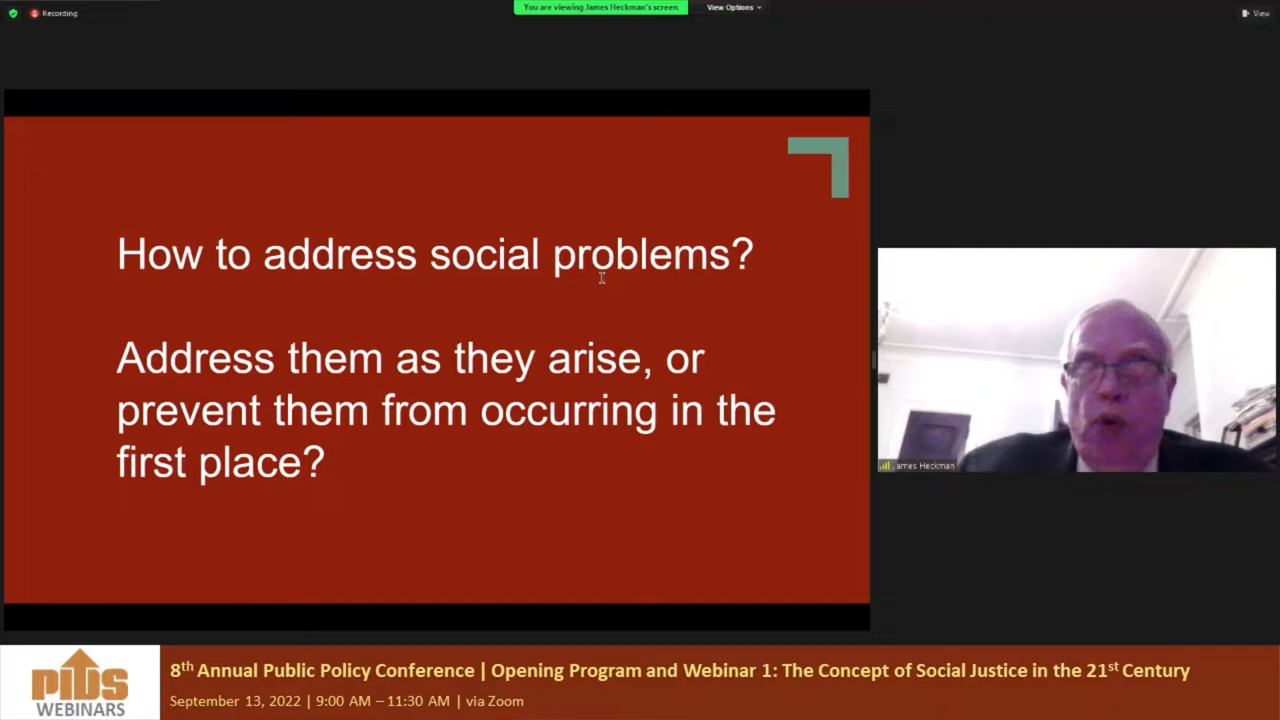 Recording
You are viewing James Heckman's screen
View Options
View
How to address social problems?
Address them as they arise, or
prevent them from occurring in the
first place?
James Heckman
PIDS
WEBINARS
8th Annual Public Policy Conference | Opening Program and Webinar 1: The Concept of Social Justice in the 21st Century
September 13, 2022 | 9:00 AM – 11:30 AM | via Zoom